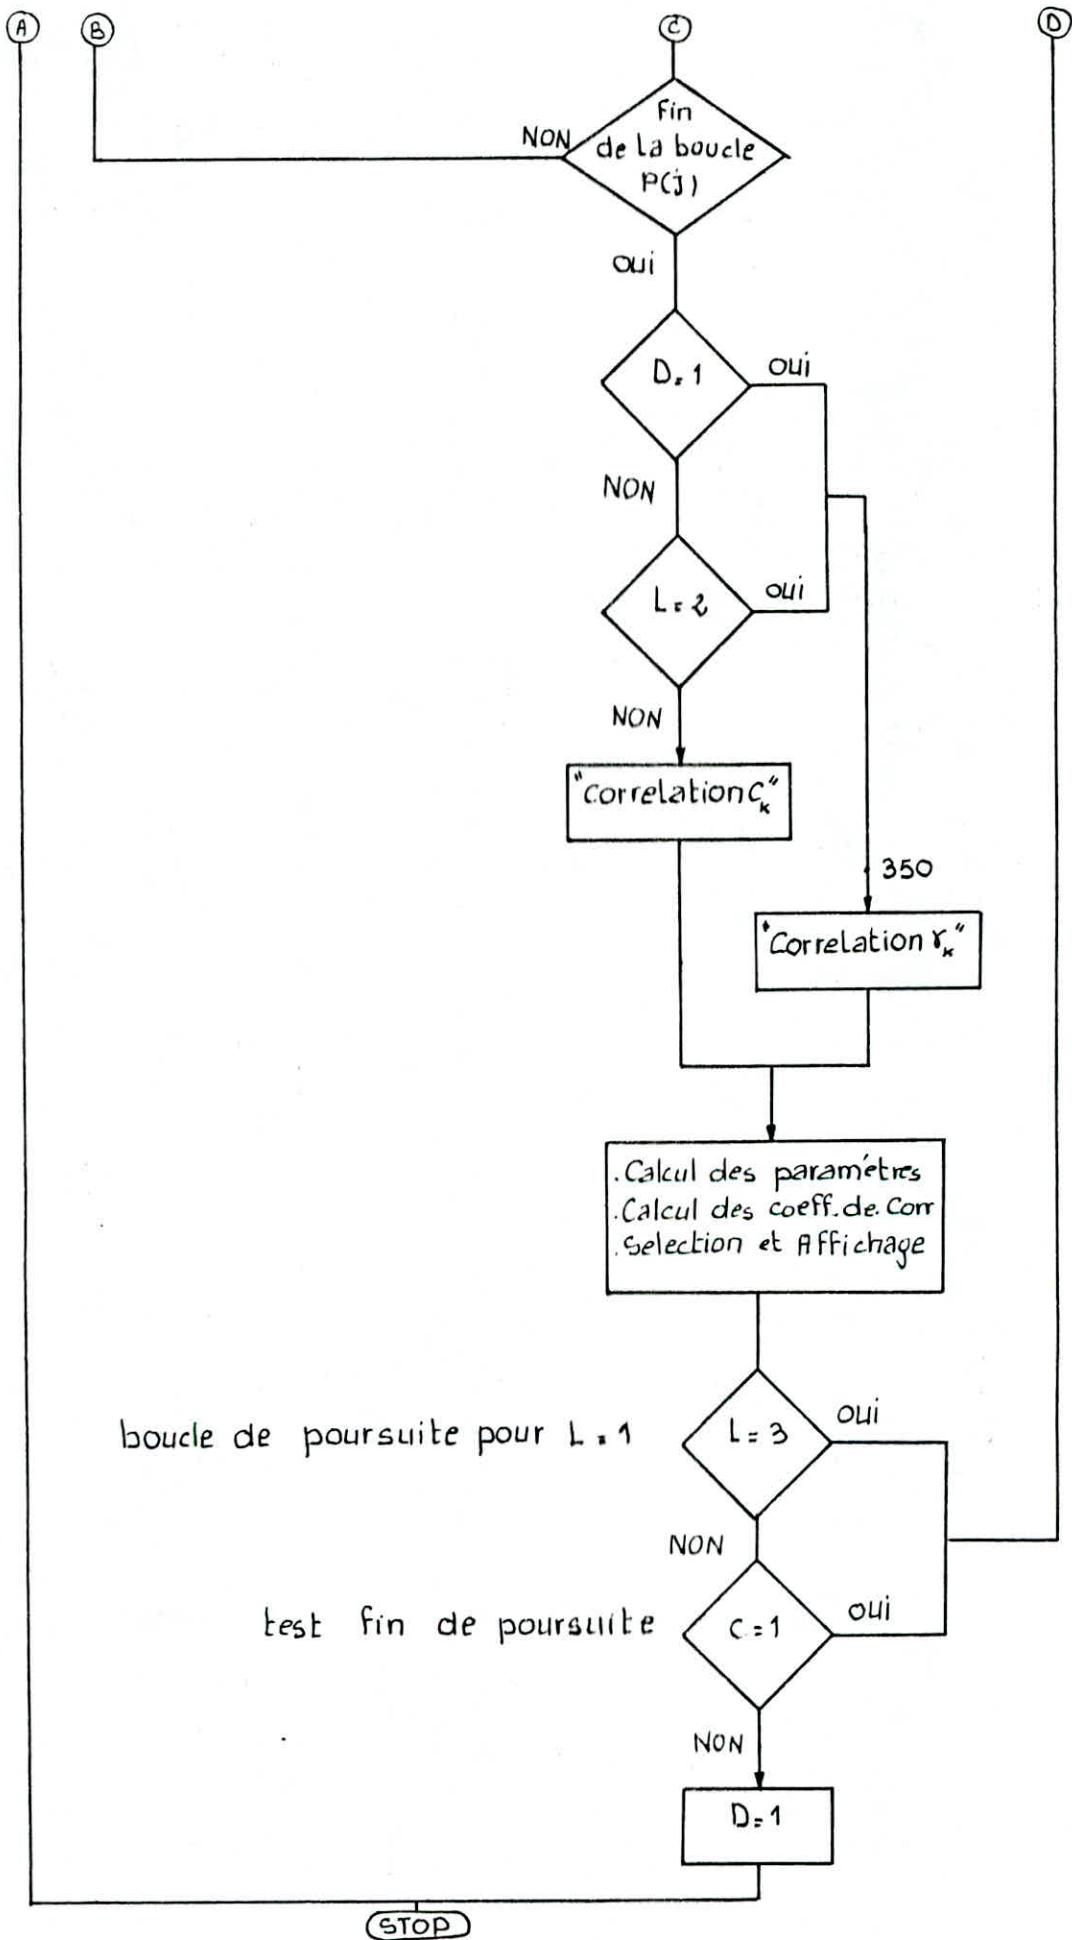 A B C D
Fin
NON de la boucle
P(j)
oui
D=1 oui
NON
L=2 oui
NON
"Correlation Cₖ"
350
"Correlation rₖ"
.Calcul des paramétres
.Calcul des coeff.de.Corr
.Selection et Affichage
boucle de poursuite pour L=1 L=3 oui
NON
test fin de poursuite C=1 oui
NON
D=1
STOP